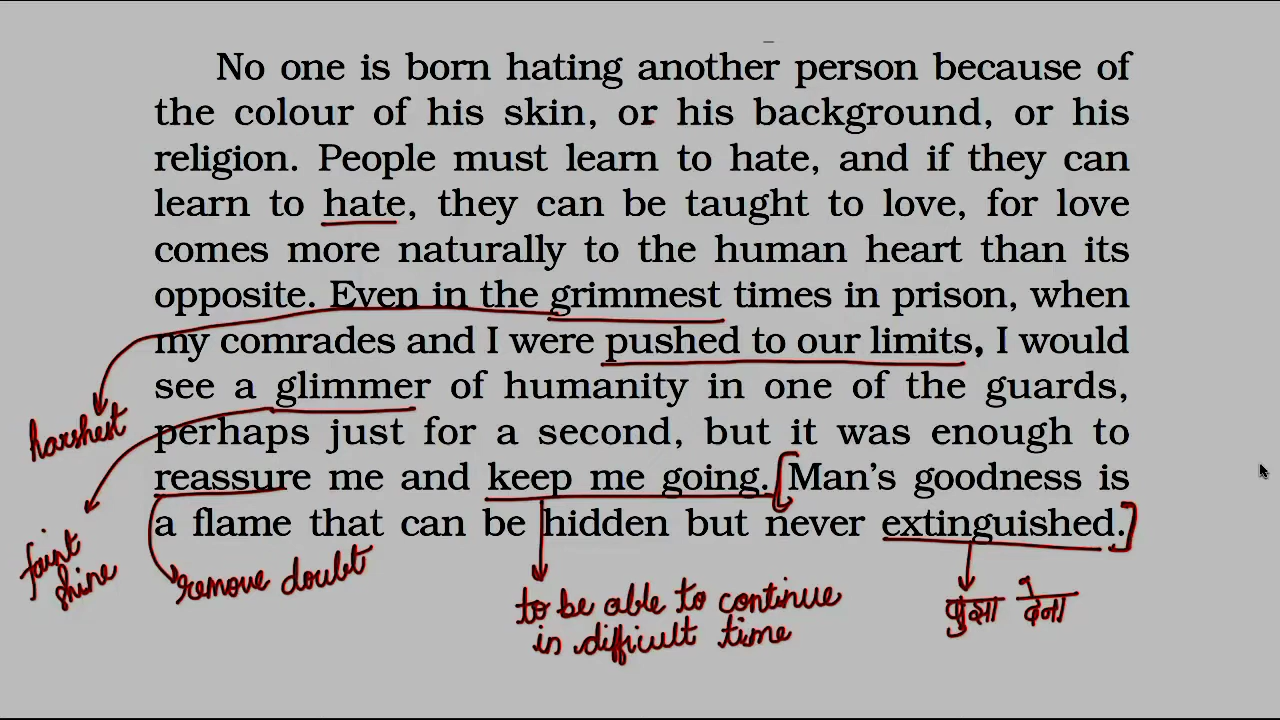 No one is born hating another person because of
the colour of his skin, or his background, or his
religion. People must learn to hate, and if they can
learn to hate, they can be taught to love, for love
comes more naturally to the human heart than its
opposite. Even in the grimmest times in prison, when
my comrades and I were pushed to our limits, I would
see a glimmer of humanity in one of the guards,
perhaps just for a second, but it was enough to
reassure me and keep me going. [Man's goodness is
a flame that can be hidden but never extinguished.]
harshest
faint
shine
remove doubt
to be able to continue
in difficult time
बुझा देना